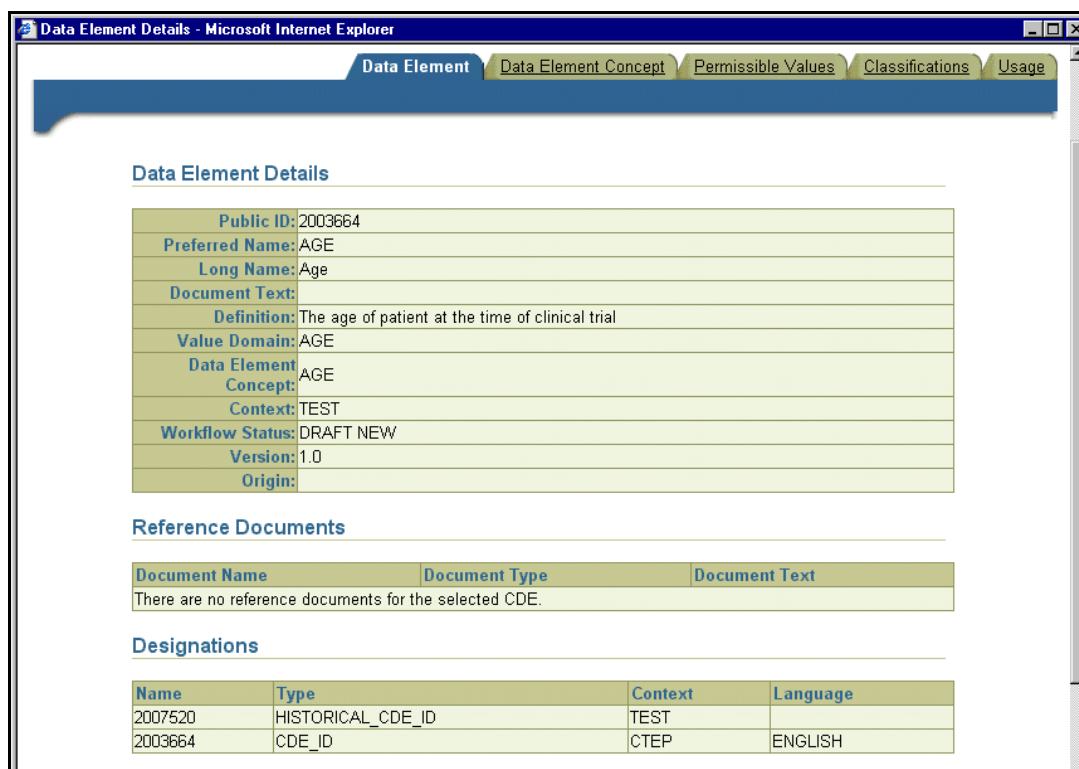 Data Element Details - Microsoft Internet Explorer
Data Element Data Element Concept Permissible Values Classifications Usage
Data Element Details
Public ID: 2003664
Preferred Name: AGE
Long Name: Age
Document Text:
Definition: The age of patient at the time of clinical trial
Value Domain: AGE
Data Element
Concept: AGE
Context: TEST
Workflow Status: DRAFT NEW
Version: 1.0
Origin:
Reference Documents
Document Name Document Type Document Text
There are no reference documents for the selected CDE.
Designations
Name Type Context Language
2007520 HISTORICAL_CDE_ID TEST
2003664 CDE_ID CTEP ENGLISH